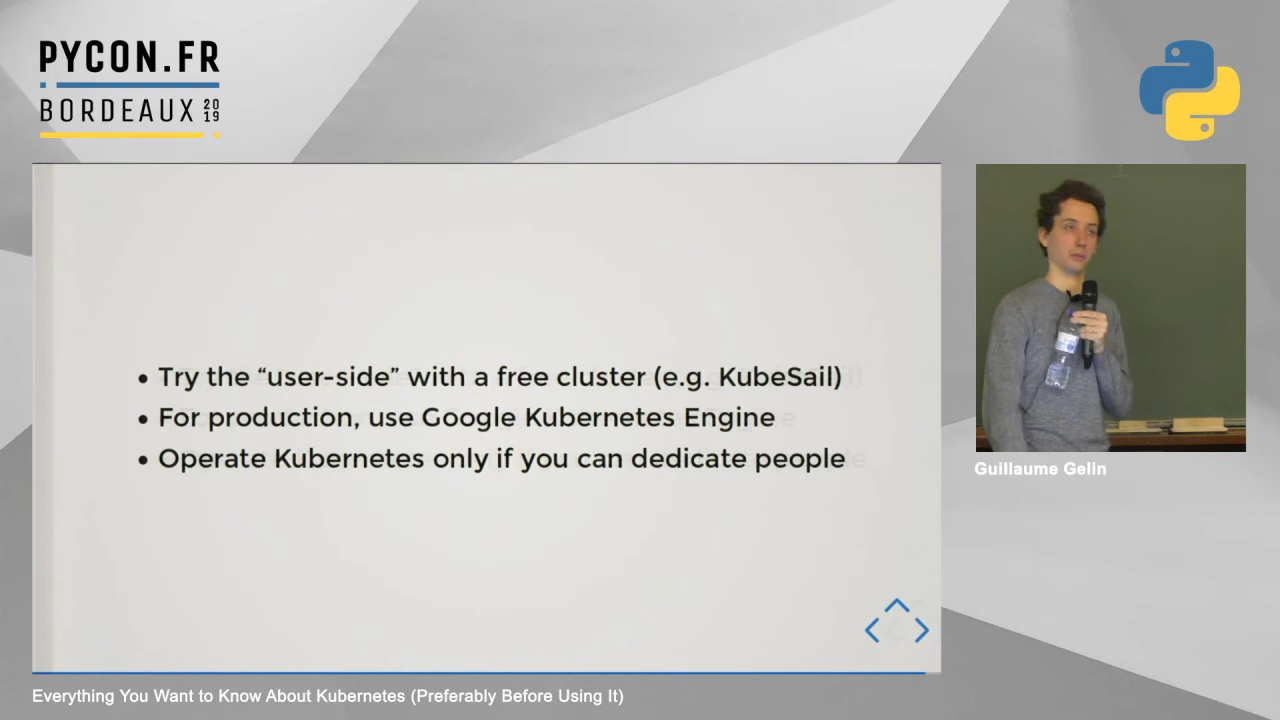 PYCON.FR
BORDEAUX 2019
• Try the “user-side” with a free cluster (e.g. KubeSail)
• For production, use Google Kubernetes Engine
• Operate Kubernetes only if you can dedicate people
Guillaume Gelin
Everything You Want to Know About Kubernetes (Preferably Before Using It)